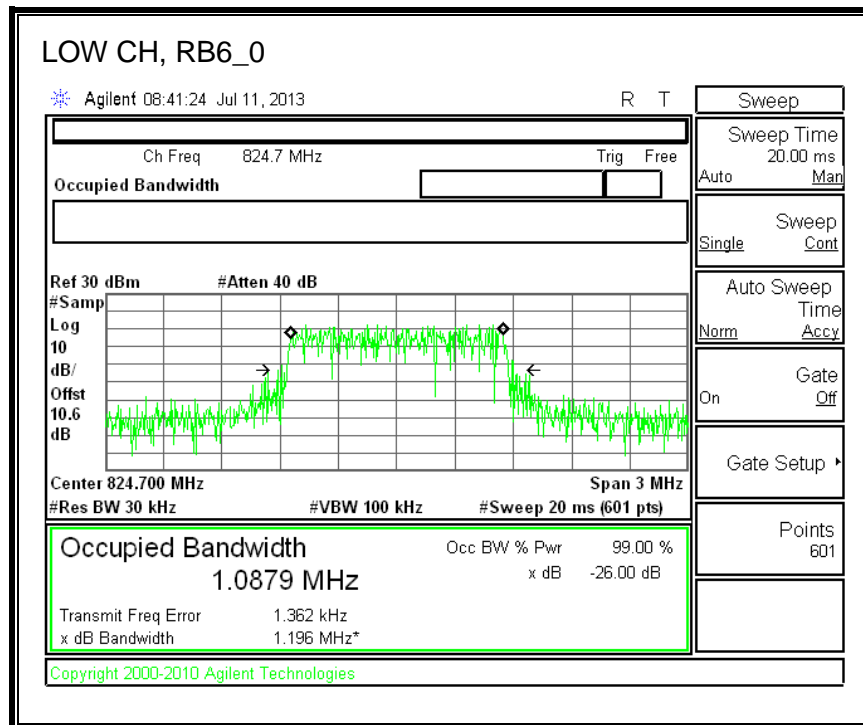 LOW CH, RB6_0
Agilent 08:41:24 Jul 11, 2013 R T
Ch Freq 824.7 MHz Trig Free
Occupied Bandwidth
Ref 30 dBm #Atten 40 dB
#Samp
Log
10
dB/
Offst
10.6
dB
Center 824.700 MHz Span 3 MHz
#Res BW 30 kHz #VBW 100 kHz #Sweep 20 ms (601 pts)
Occupied Bandwidth Occ BW % Pwr 99.00 %
1.0879 MHz x dB -26.00 dB
Transmit Freq Error 1.362 kHz
x dB Bandwidth 1.196 MHz*
Copyright 2000-2010 Agilent Technologies
Sweep
Sweep Time
20.00 ms
Auto Man
Sweep
Single Cont
Auto Sweep
Time
Norm Accy
Gate
On Off
Gate Setup
Points
601